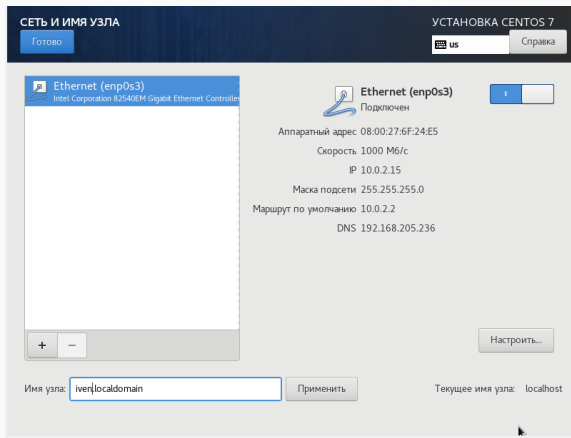 СЕТЬ И ИМЯ УЗЛА
УСТАНОВКА CENTOS 7
Готово
us
Справка
Ethernet (enp0s3)
Intel Corporation 82540EM Gigabit Ethernet Controller
Ethernet (enp0s3)
Подключен
Аппаратный адрес 08:00:27:6F:24:E5
Скорость 1000 Мб/с
IP 10.0.2.15
Маска подсети 255.255.255.0
Маршрут по умолчанию 10.0.2.2
DNS 192.168.205.236
+
−
Настроить...
Имя узла: iven.localdomain Применить Текущее имя узла: localhost